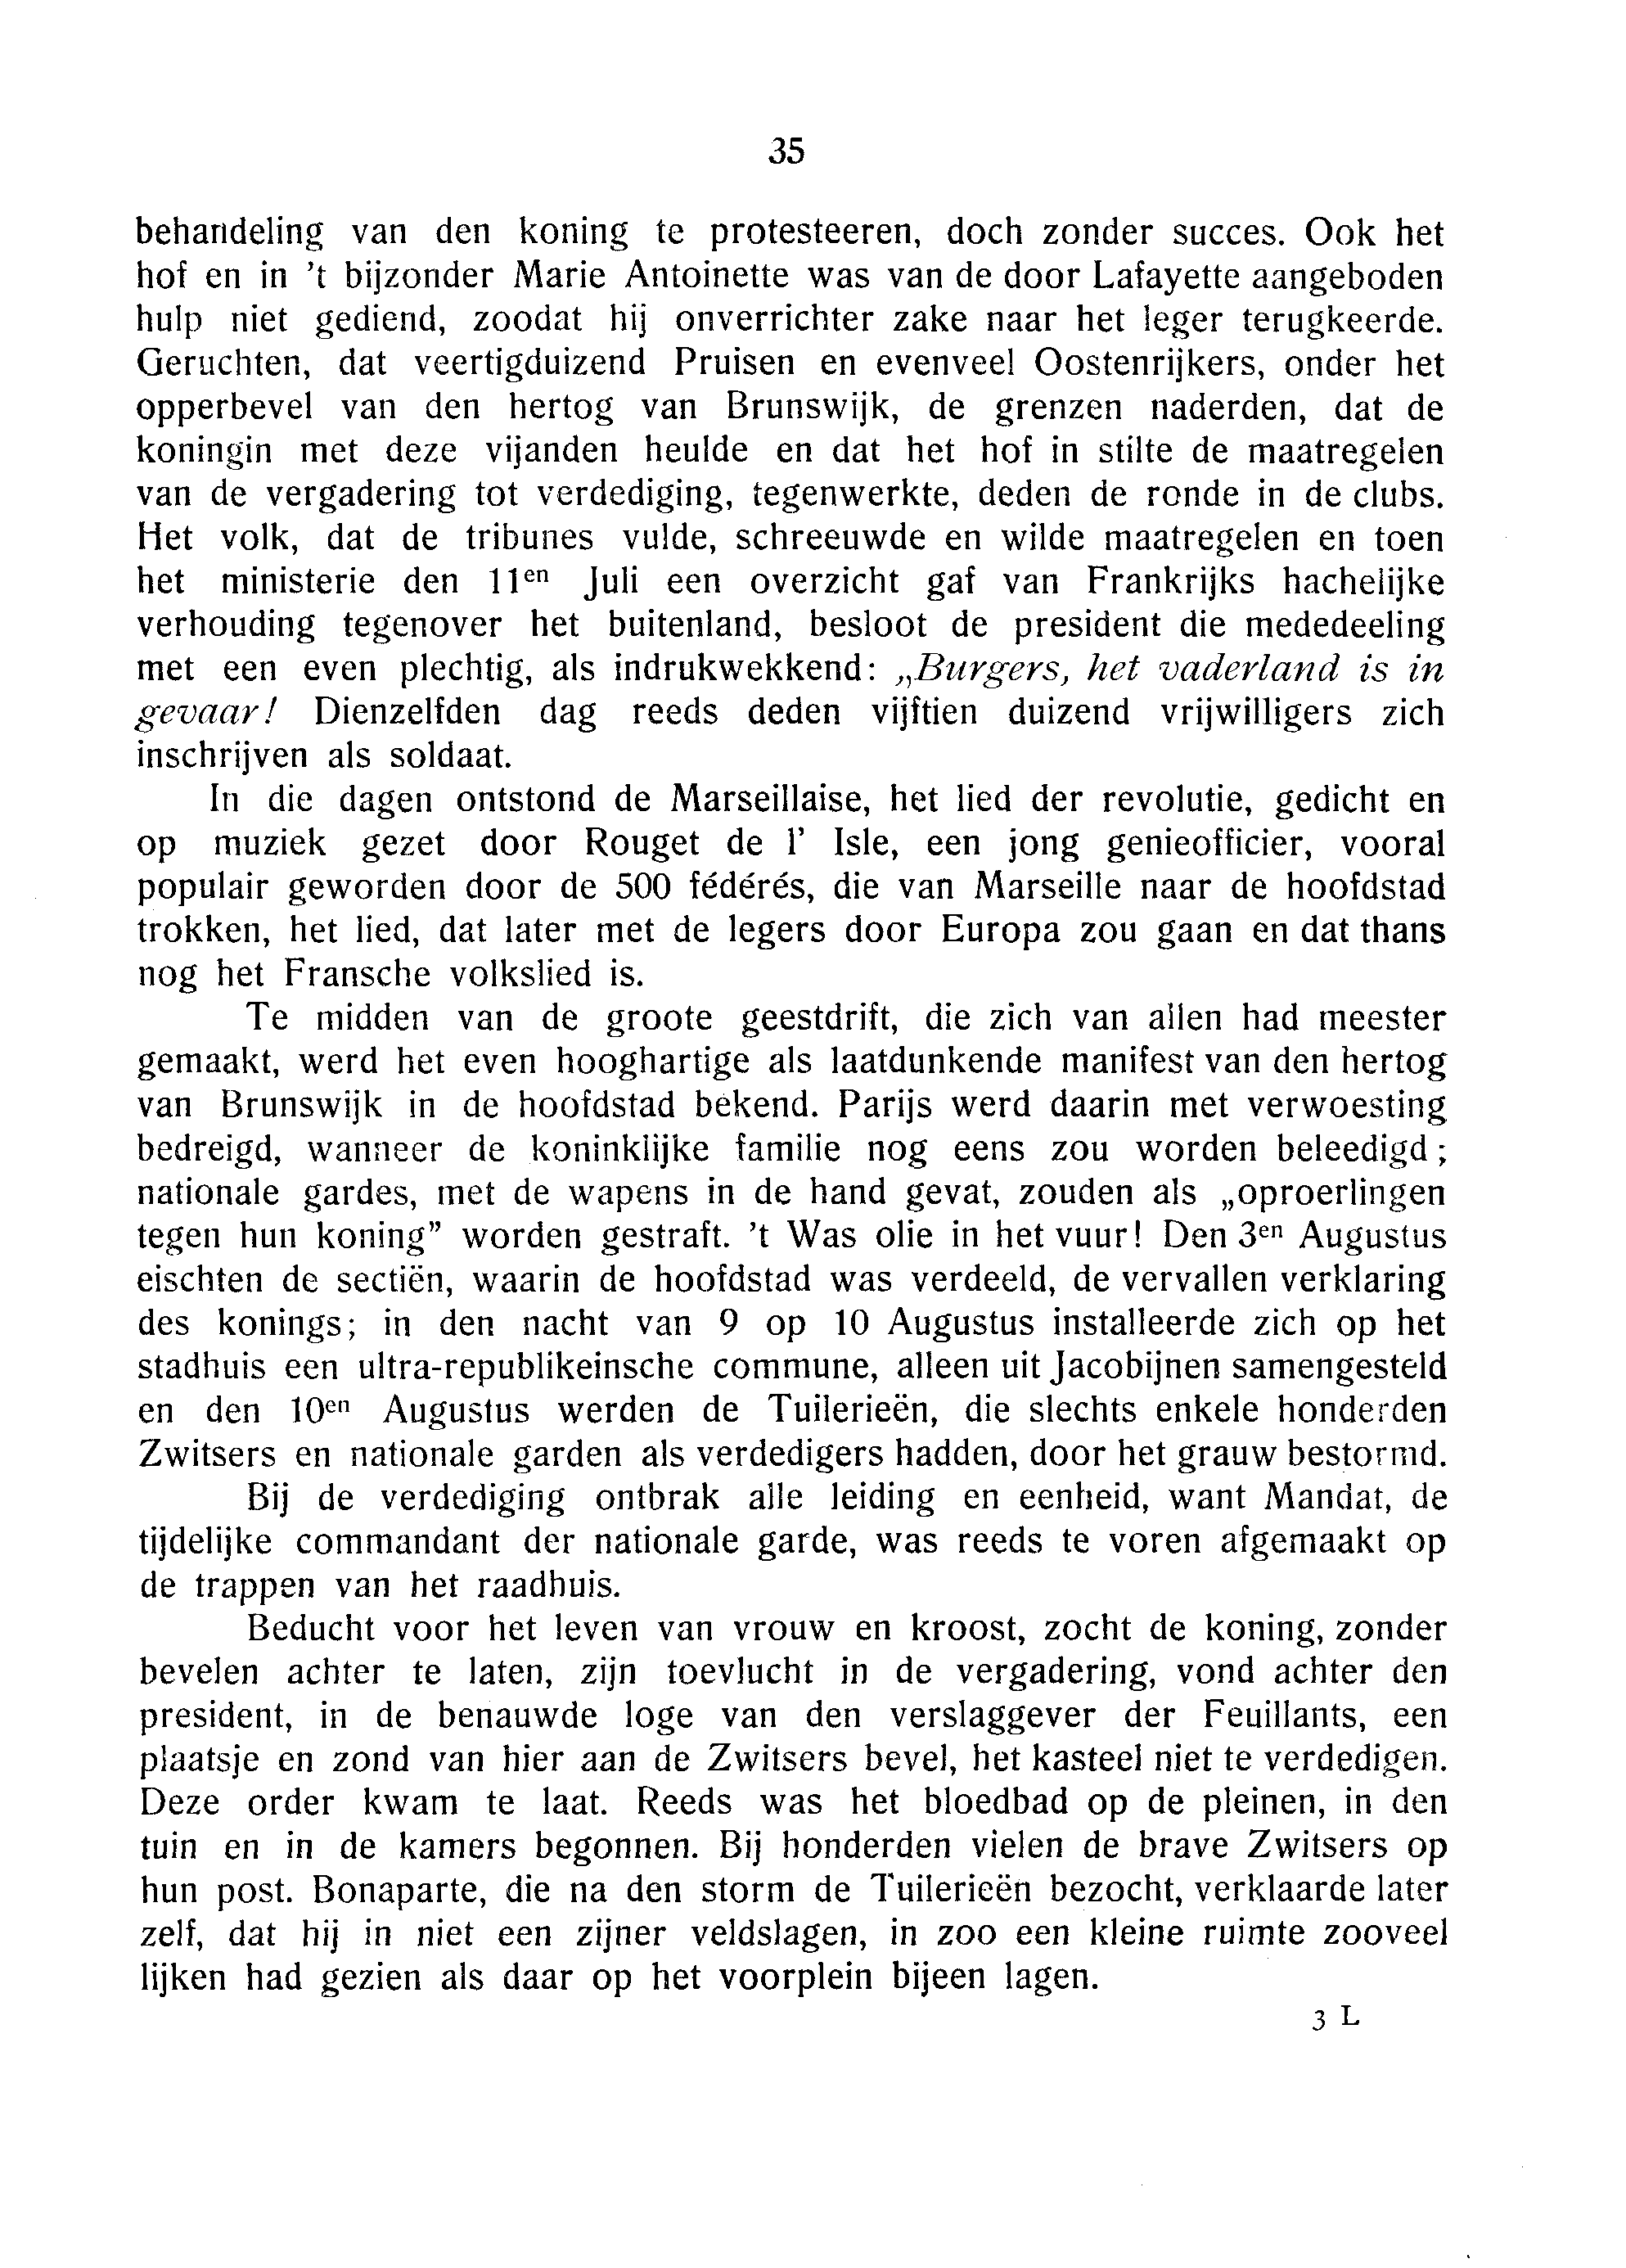 35
behandeling van den koning te protesteeren, doch zonder succes. Ook het
hof en in 't bijzonder Marie Antoinette was van de door Lafayette aangeboden
hulp niet gediend, zoodat hij onverrichter zake naar het leger terugkeerde.
Geruchten, dat veertigduizend Pruisen en evenveel Oostenrijkers, onder het
opperbevel van den hertog van Brunswijk, de grenzen naderden, dat de
koningin met deze vijanden heulde en dat het hof in stilte de maatregelen
van de vergadering tot verdediging, tegenwerkte, deden de ronde in de clubs.
Het volk, dat de tribunes vulde, schreeuwde en wilde maatregelen en toen
het ministerie den 11en Juli een overzicht gaf van Frankrijks hachelijke
verhouding tegenover het buitenland, besloot de president die mededeeling
met een even plechtig, als indrukwekkend: „Burgers, het vaderland is in
gevaar! Dienzelfden dag reeds deden vijftien duizend vrijwilligers zich
inschrijven als soldaat.
In die dagen ontstond de Marseillaise, het lied der revolutie, gedicht en
op muziek gezet door Rouget de l' Isle, een jong genieofficier, vooral
populair geworden door de 500 fédérés, die van Marseille naar de hoofdstad
trokken, het lied, dat later met de legers door Europa zou gaan en dat thans
nog het Fransche volkslied is.
Te midden van de groote geestdrift, die zich van allen had meester
gemaakt, werd het even hooghartige als laatdunkende manifest van den hertog
van Brunswijk in de hoofdstad bekend. Parijs werd daarin met verwoesting
bedreigd, wanneer de koninklijke familie nog eens zou worden beleedigd;
nationale gardes, met de wapens in de hand gevat, zouden als „oproerlingen
tegen hun koning” worden gestraft. 't Was olie in het vuur! Den 3en Augustus
eischten de sectiën, waarin de hoofdstad was verdeeld, de vervallen verklaring
des konings; in den nacht van 9 op 10 Augustus installeerde zich op het
stadhuis een ultra-republikeinsche commune, alleen uit Jacobijnen samengesteld
en den 10en Augustus werden de Tuilerieën, die slechts enkele honderden
Zwitsers en nationale garden als verdedigers hadden, door het grauw bestormd.
Bij de verdediging ontbrak alle leiding en eenheid, want Mandat, de
tijdelijke commandant der nationale garde, was reeds te voren afgemaakt op
de trappen van het raadhuis.
Beducht voor het leven van vrouw en kroost, zocht de koning, zonder
bevelen achter te laten, zijn toevlucht in de vergadering, vond achter den
president, in de benauwde loge van den verslaggever der Feuillants, een
plaatsje en zond van hier aan de Zwitsers bevel, het kasteel niet te verdedigen.
Deze order kwam te laat. Reeds was het bloedbad op de pleinen, in den
tuin en in de kamers begonnen. Bij honderden vielen de brave Zwitsers op
hun post. Bonaparte, die na den storm de Tuilerieën bezocht, verklaarde later
zelf, dat hij in niet een zijner veldslagen, in zoo een kleine ruimte zooveel
lijken had gezien als daar op het voorplein bijeen lagen.
3 L